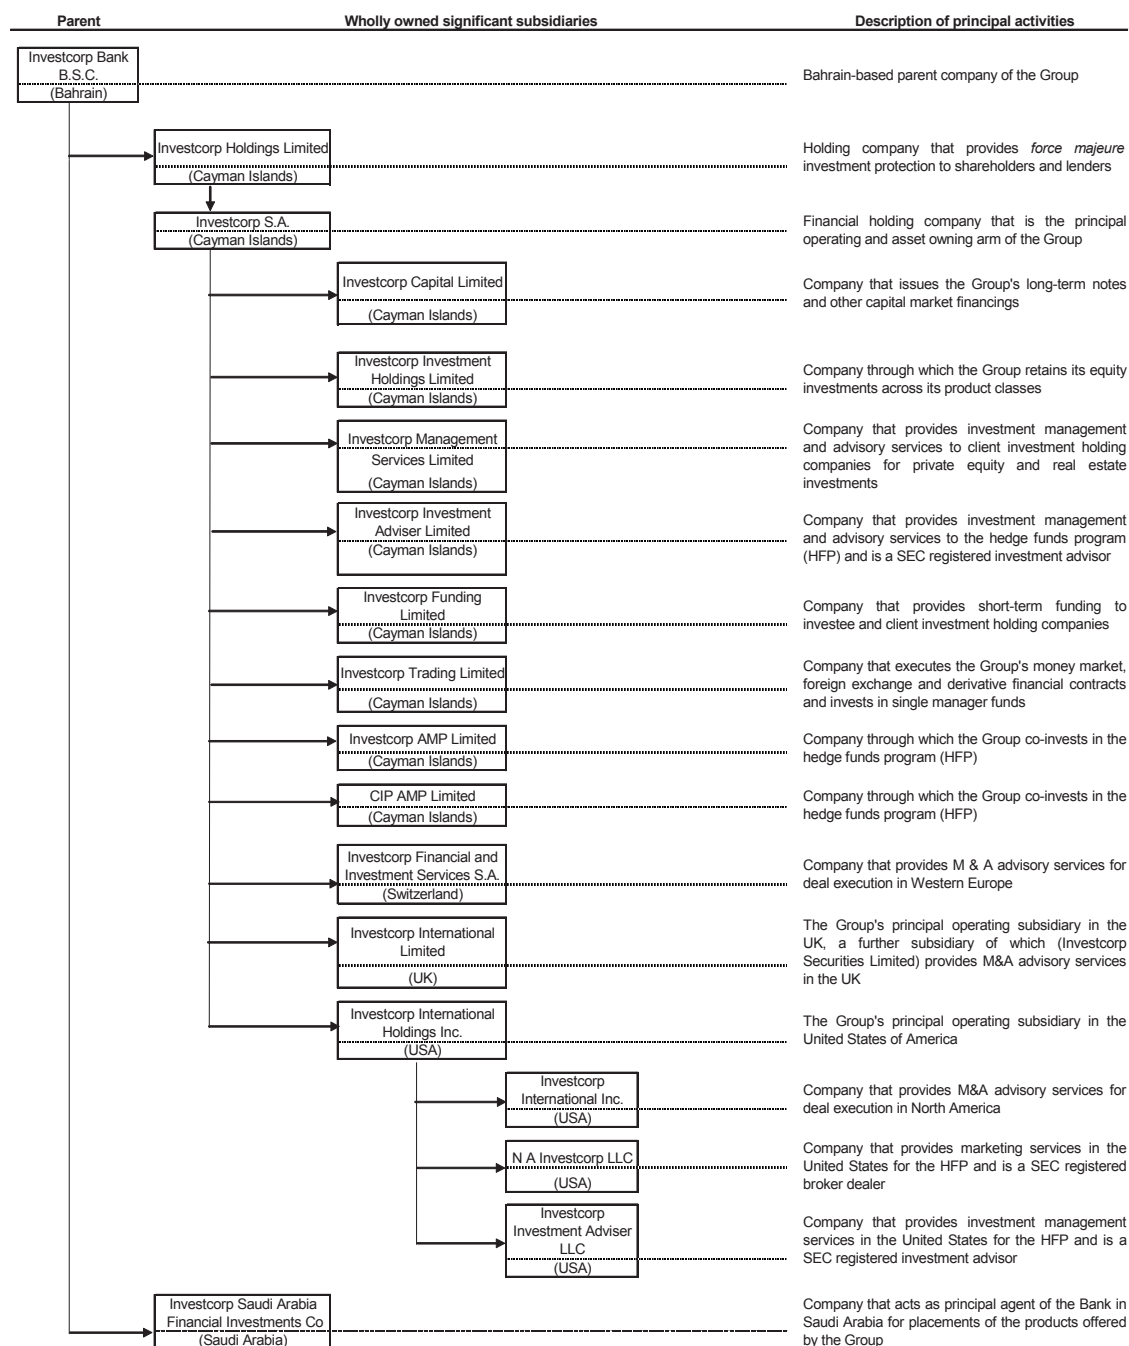 Parent Wholly owned significant subsidiaries Description of principal activities
Investcorp Bank
B.S.C.
(Bahrain)
Bahrain-based parent company of the Group
Investcorp Holdings Limited
(Cayman Islands)
Holding company that provides force majeure
investment protection to shareholders and lenders
Investcorp S.A.
(Cayman Islands)
Financial holding company that is the principal
operating and asset owning arm of the Group
Investcorp Capital Limited
(Cayman Islands)
Company that issues the Group's long-term notes
and other capital market financings
Investcorp Investment
Holdings Limited
(Cayman Islands)
Company through which the Group retains its equity
investments across its product classes
Investcorp Management
Services Limited
(Cayman Islands)
Company that provides investment management
and advisory services to client investment holding
companies for private equity and real estate
investments
Investcorp Investment
Adviser Limited
(Cayman Islands)
Company that provides investment management
and advisory services to the hedge funds program
(HFP) and is a SEC registered investment advisor
Investcorp Funding
Limited
(Cayman Islands)
Company that provides short-term funding to
investee and client investment holding companies
Investcorp Trading Limited
(Cayman Islands)
Company that executes the Group's money market,
foreign exchange and derivative financial contracts
and invests in single manager funds
Investcorp AMP Limited
(Cayman Islands)
Company through which the Group co-invests in the
hedge funds program (HFP)
CIP AMP Limited
(Cayman Islands)
Company through which the Group co-invests in the
hedge funds program (HFP)
Investcorp Financial and
Investment Services S.A.
(Switzerland)
Company that provides M & A advisory services for
deal execution in Western Europe
Investcorp International
Limited
(UK)
The Group's principal operating subsidiary in the
UK, a further subsidiary of which (Investcorp
Securities Limited) provides M&A advisory services
in the UK
Investcorp International
Holdings Inc.
(USA)
The Group's principal operating subsidiary in the
United States of America
Investcorp
International Inc.
(USA)
Company that provides M&A advisory services for
deal execution in North America
N A Investcorp LLC
(USA)
Company that provides marketing services in the
United States for the HFP and is a SEC registered
broker dealer
Investcorp
Investment Adviser
LLC
(USA)
Company that provides investment management
services in the United States for the HFP and is a
SEC registered investment advisor
Investcorp Saudi Arabia
Financial Investments Co
(Saudi Arabia)
Company that acts as principal agent of the Bank in
Saudi Arabia for placements of the products offered
by the Group